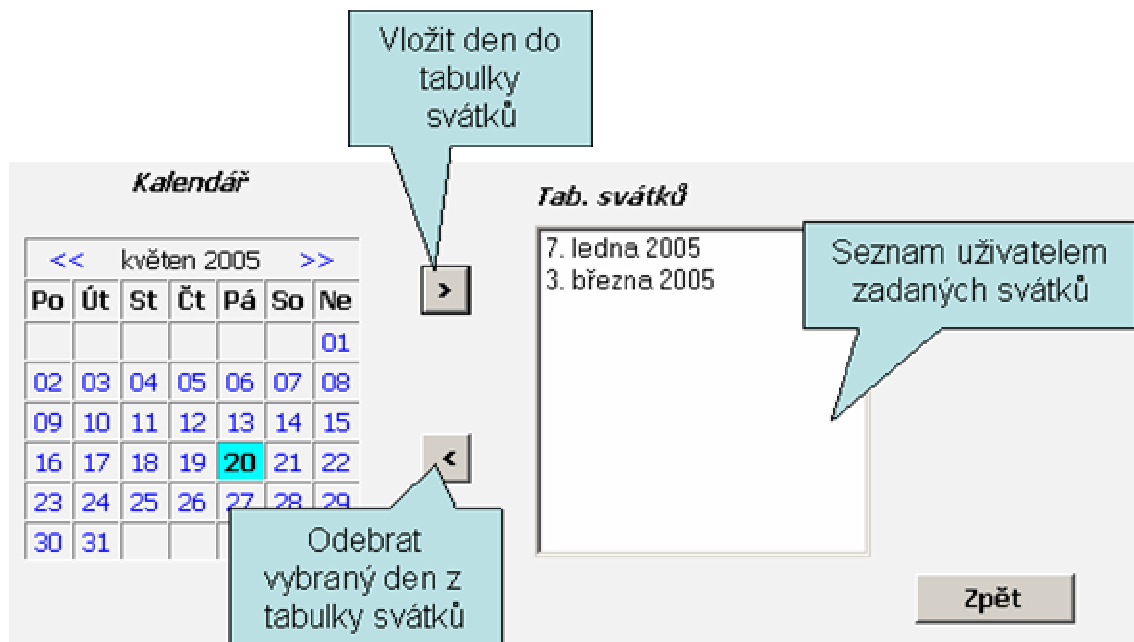 Vložit den do
tabulky
svátků
Kalendář
<< květen 2005 >>
Po Út St Čt Pá So Ne
01
02 03 04 05 06 07 08
09 10 11 12 13 14 15
16 17 18 19 20 21 22
23 24 25 26 27 28 29
30 31
>
<
Odebrat
vybraný den z
tabulky svátků
Tab. svátků
7. ledna 2005
3. března 2005
Seznam uživatelem
zadaných svátků
Zpět